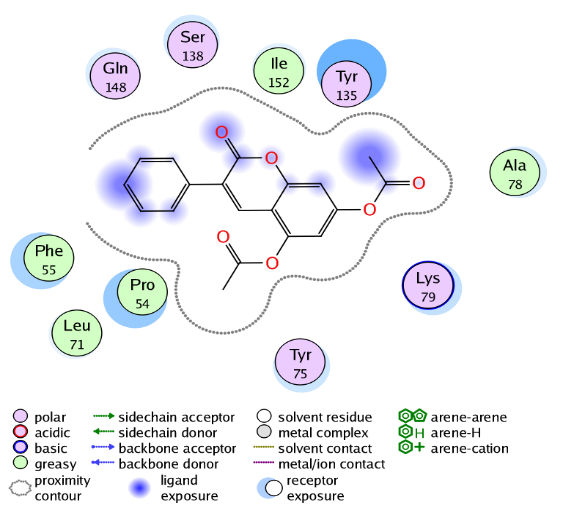 Ser
138
Gln
148
Ile
152
Tyr
135
Ala
78
O
O
O
O
O
O
Phe
55
Pro
54
Lys
79
Leu
71
Tyr
75
polar
acidic
basic
greasy
proximity
contour
sidechain acceptor
sidechain donor
backbone acceptor
backbone donor
ligand
exposure
solvent residue
metal complex
solvent contact
metal/ion contact
receptor
exposure
arene-arene
H arene-H
+ arene-cation